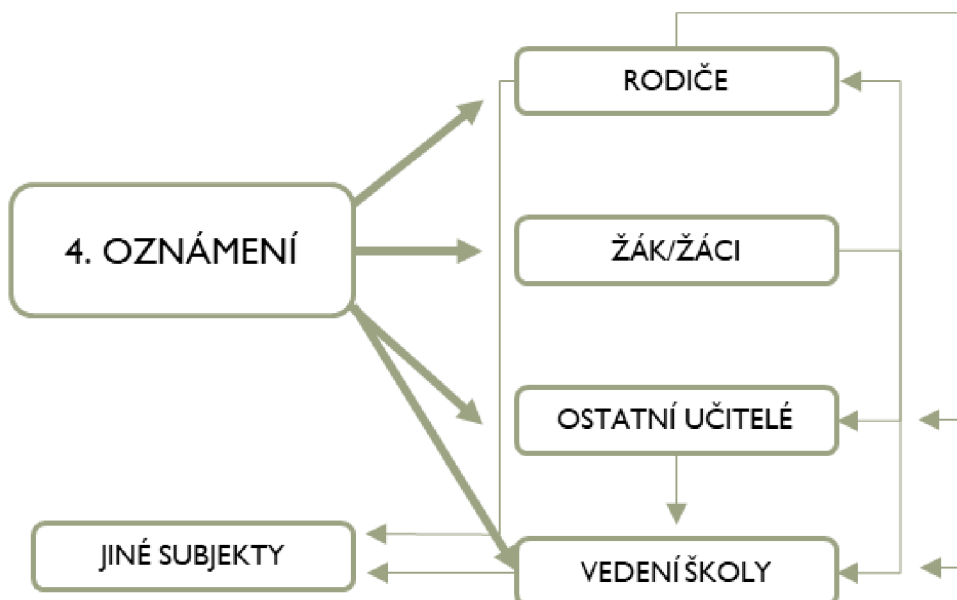 RODIČE
4. OZNÁMENÍ
ŽÁK/ŽÁCI
OSTATNÍ UČITELÉ
JINÉ SUBJEKTY
VEDENÍ ŠKOLY